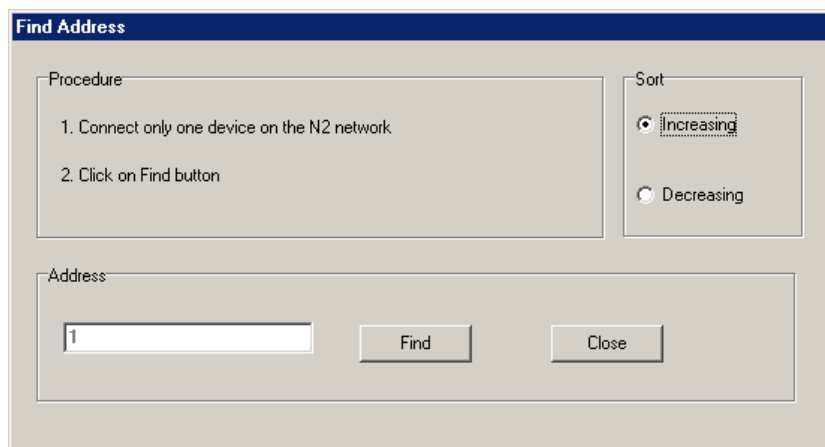 Find Address
Procedure
1. Connect only one device on the N2 network
2. Click on Find button
Sort
Increasing
Decreasing
Address
1
Find
Close